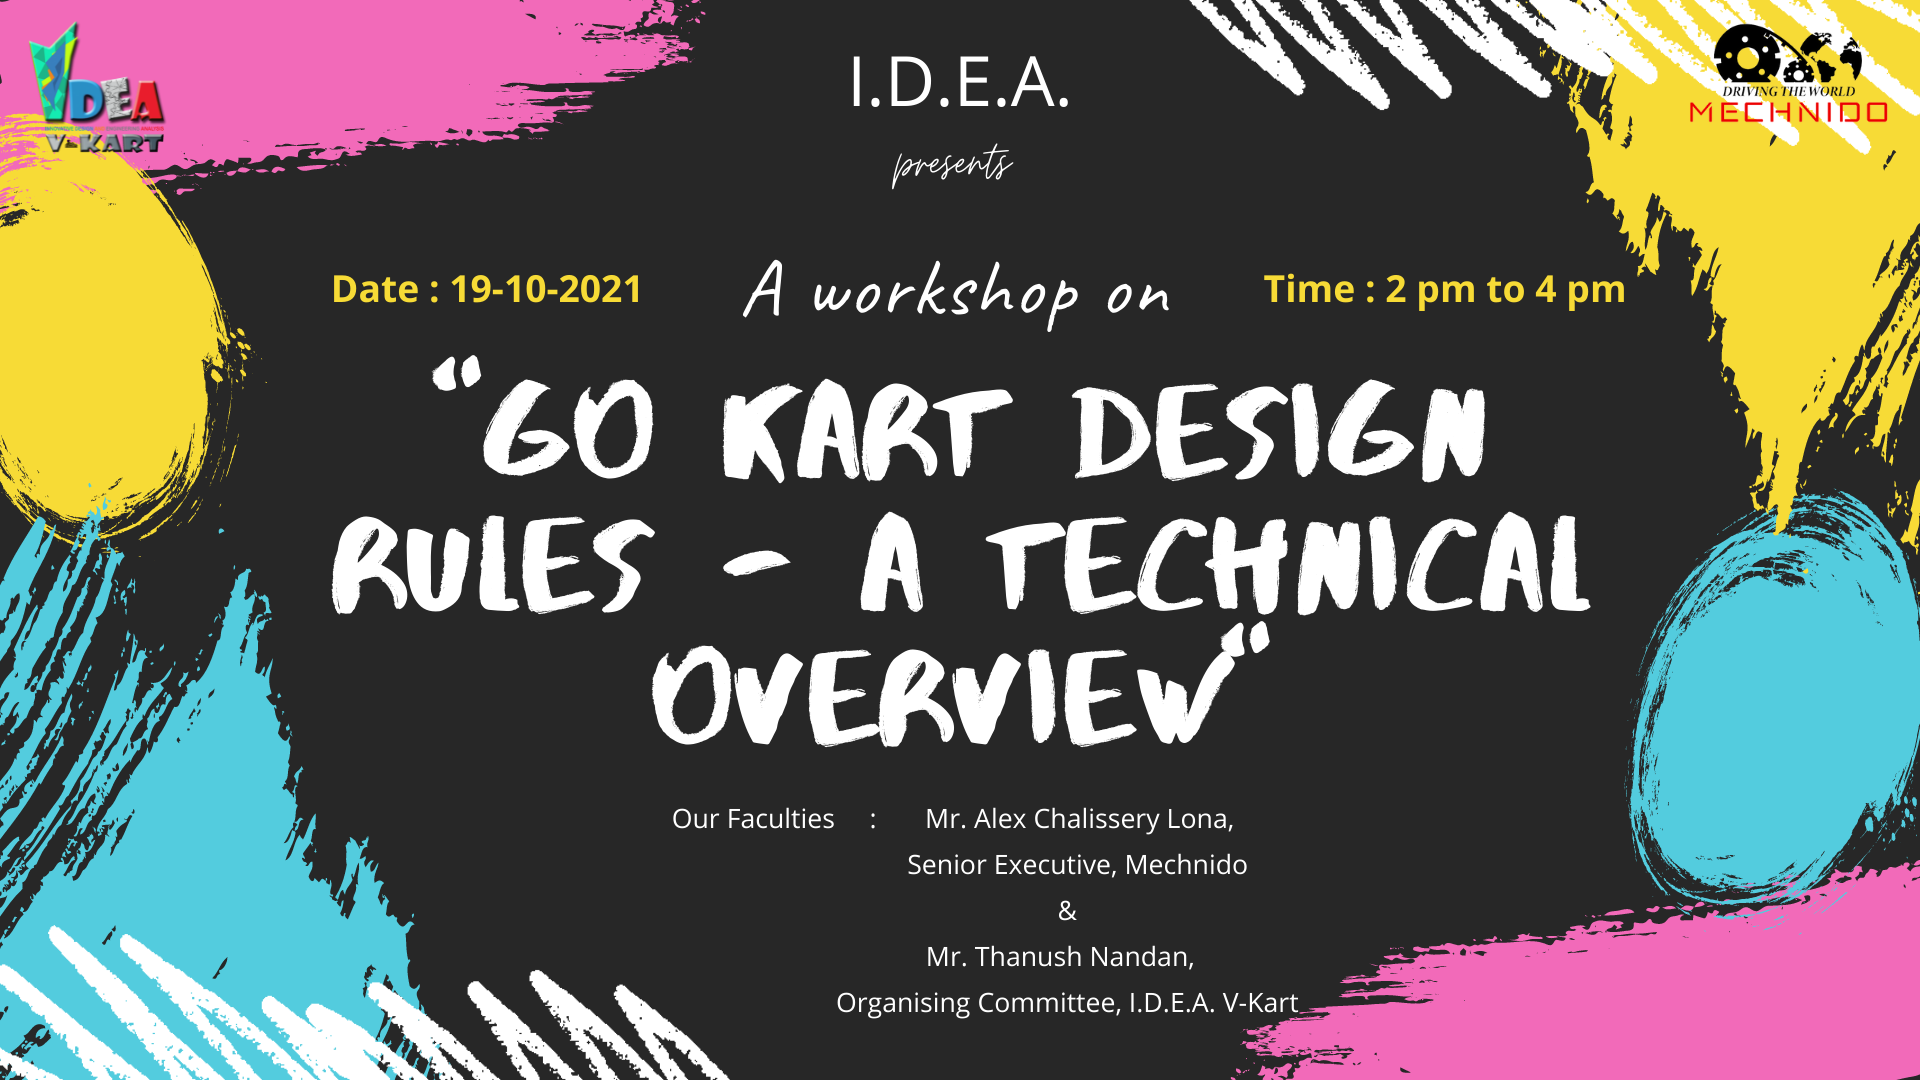 IDEA
V-KART
I.D.E.A.
presents
DRIVING THE WORLD
MECHNIDO
Date : 19-10-2021
A workshop on
Time : 2 pm to 4 pm
“GO KART DESIGN
RULES - A TECHNICAL
OVERVIEW”
Our Faculties : Mr. Alex Chalissery Lona,
Senior Executive, Mechnido
&
Mr. Thanush Nandan,
Organising Committee, I.D.E.A. V-Kart